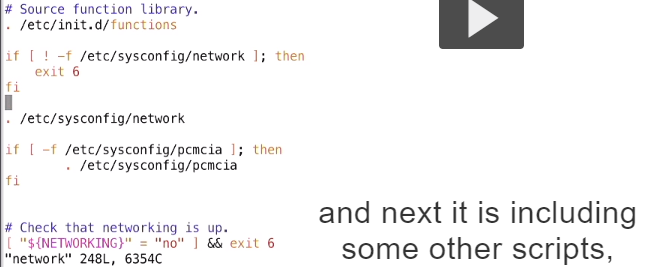 # Source function library.
. /etc/init.d/functions
if [ ! -f /etc/sysconfig/network ]; then
    exit 6
fi
. /etc/sysconfig/network
if [ -f /etc/sysconfig/pcmcia ]; then
        . /etc/sysconfig/pcmcia
fi
# Check that networking is up.
[ "${NETWORKING}" = "no" ] && exit 6
"network" 248L, 6354C
and next it is including
some other scripts,